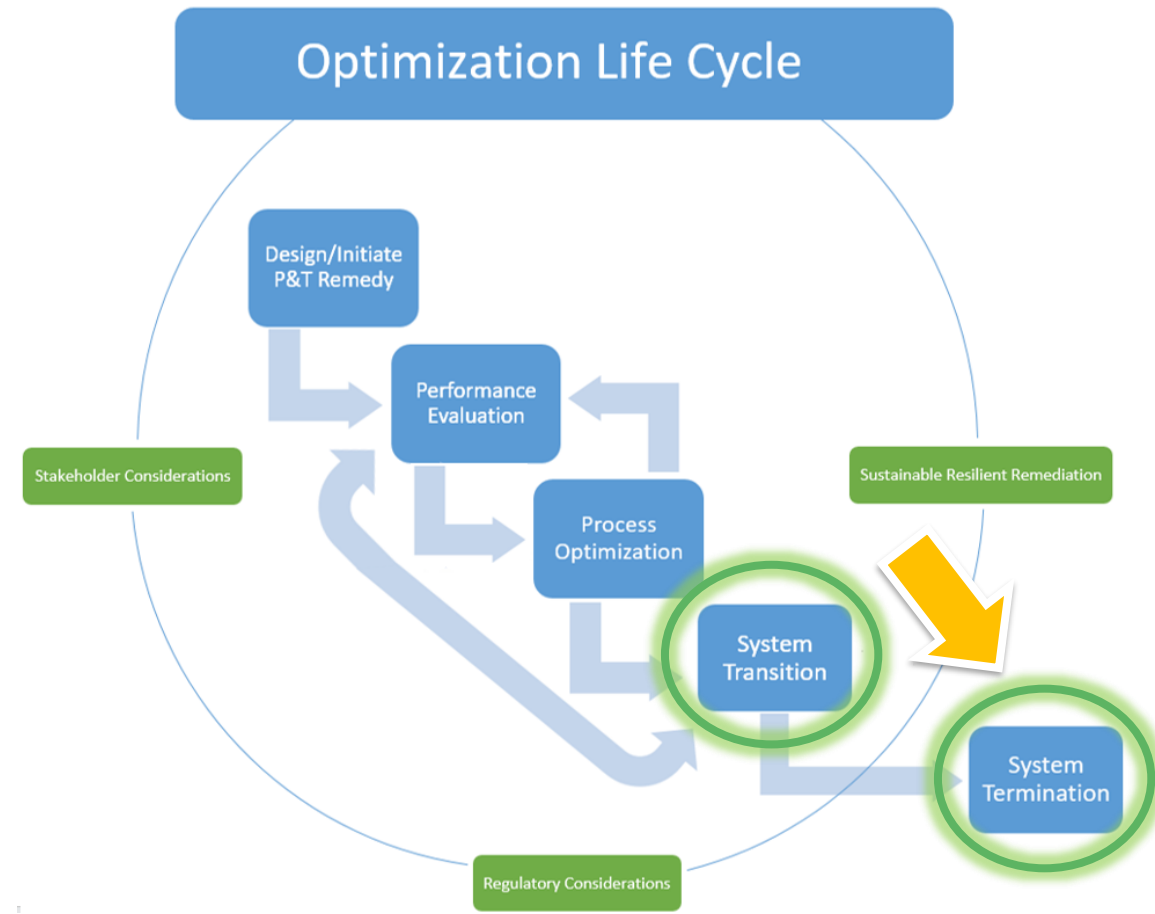 Optimization Life Cycle
Design/Initiate
P&T Remedy
Performance
Evaluation
Stakeholder Considerations
Sustainable Resilient Remediation
Process
Optimization
System
Transition
System
Termination
Regulatory Considerations